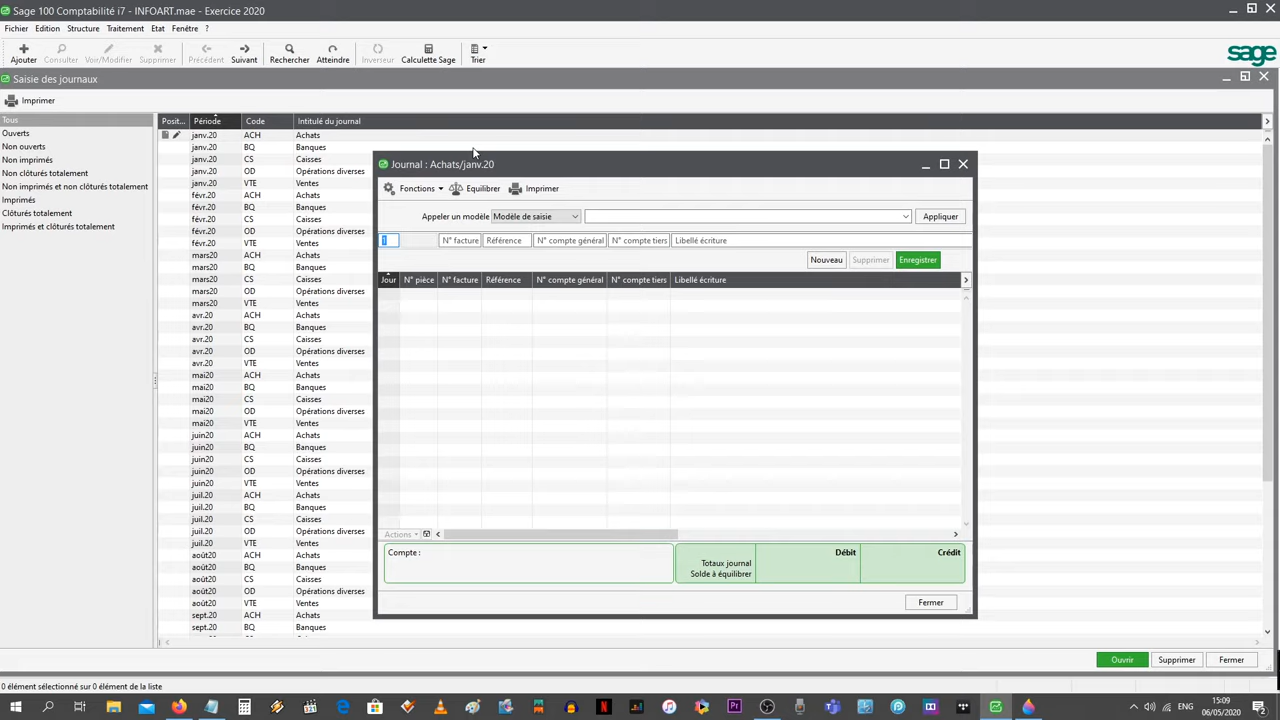 Sage 100 Comptabilité i7 - INFOART.mae - Exercice 2020
Fichier Edition Structure Traitement Etat Fenêtre ?
Ajouter Consulter Voir/Modifier Supprimer Précédent Suivant Rechercher Atteindre Inverseur Calculette Sage Trier
sage
Saisie des journaux
Imprimer
Tous
Ouverts
Non ouverts
Non imprimés
Non clôturés totalement
Non imprimés et non clôturés totalement
Imprimés
Clôturés totalement
Imprimés et clôturés totalement
Posit... Période Code Intitulé du journal
janv.20 ACH Achats
janv.20 BQ Banques
janv.20 CS Caisses
janv.20 OD Opérations diverses
janv.20 VTE Ventes
févr.20 ACH Achats
févr.20 BQ Banques
févr.20 CS Caisses
févr.20 OD Opérations diverses
févr.20 VTE Ventes
mars20 ACH Achats
mars20 BQ Banques
mars20 CS Caisses
mars20 OD Opérations diverses
mars20 VTE Ventes
avr.20 ACH Achats
avr.20 BQ Banques
avr.20 CS Caisses
avr.20 OD Opérations diverses
avr.20 VTE Ventes
mai20 ACH Achats
mai20 BQ Banques
mai20 CS Caisses
mai20 OD Opérations diverses
mai20 VTE Ventes
juin20 ACH Achats
juin20 BQ Banques
juin20 CS Caisses
juin20 OD Opérations diverses
juin20 VTE Ventes
juil.20 ACH Achats
juil.20 BQ Banques
juil.20 CS Caisses
juil.20 OD Opérations diverses
juil.20 VTE Ventes
août20 ACH Achats
août20 BQ Banques
août20 CS Caisses
août20 OD Opérations diverses
août20 VTE Ventes
sept.20 ACH Achats
sept.20 BQ Banques
Journal : Achats/janv.20
Fonctions Equilibrer Imprimer
Appeler un modèle Modèle de saisie Appliquer
1 N° facture Référence N° compte général N° compte tiers Libellé écriture
Nouveau Supprimer Enregistrer
Jour N° pièce N° facture Référence N° compte général N° compte tiers Libellé écriture
Actions
Compte :
Débit Crédit
Totaux journal
Solde à équilibrer
Fermer
Ouvrir Supprimer Fermer
0 élément sélectionné sur 0 élément de la liste
ENG
15:09
06/05/2020